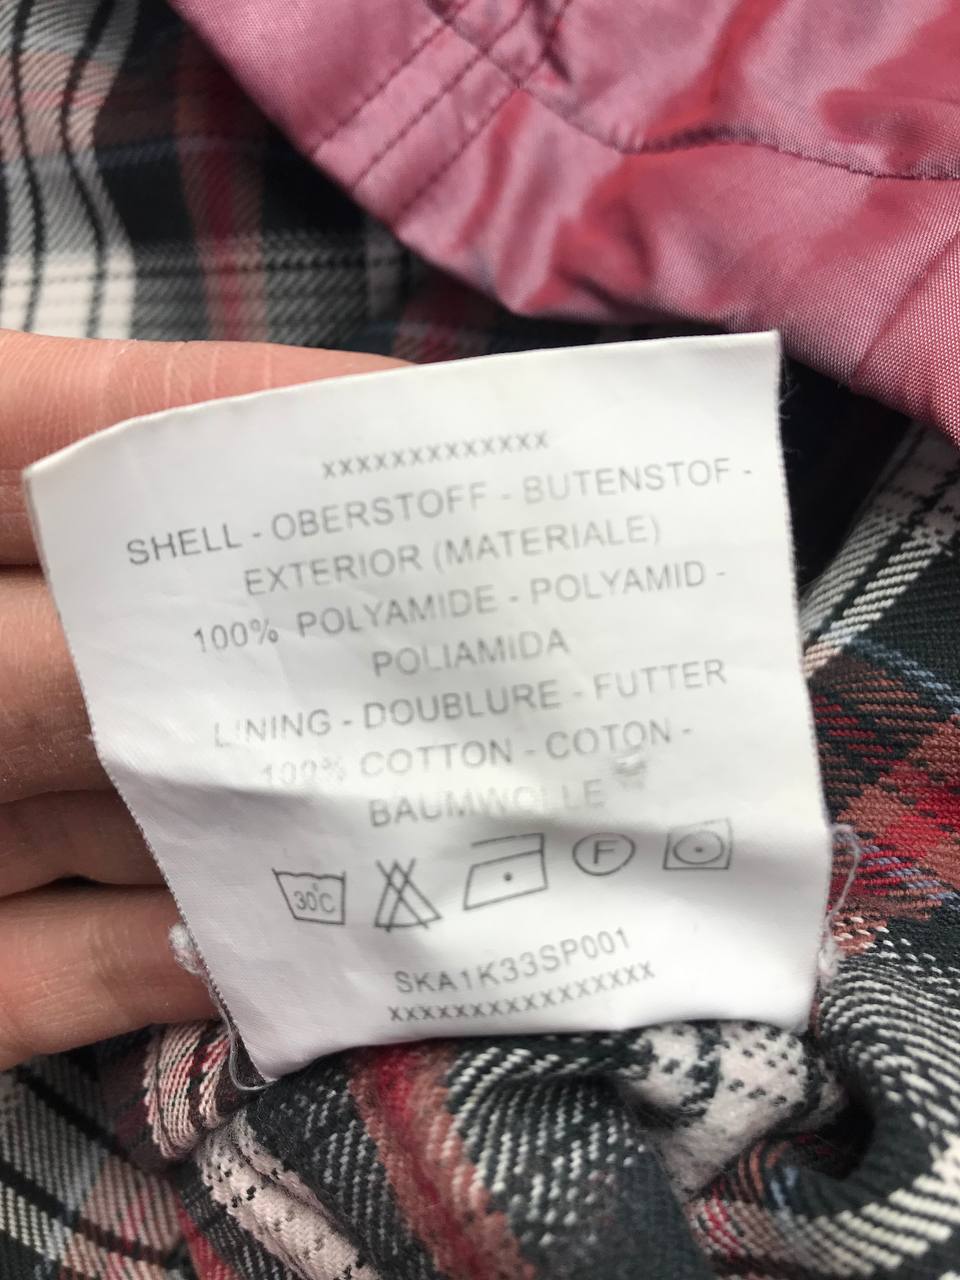 xxxxxxxxxxxxx
SHELL - OBERSTOFF - BUTENSTOF -
EXTERIOR (MATERIALE)
100% POLYAMIDE - POLYAMID -
POLIAMIDA
LINING - DOUBLURE - FUTTER
100% COTTON - COTON -
BAUMWOLLE
30°C F
SKA1K33SP001
xxxxxxxxxxxxxxxx